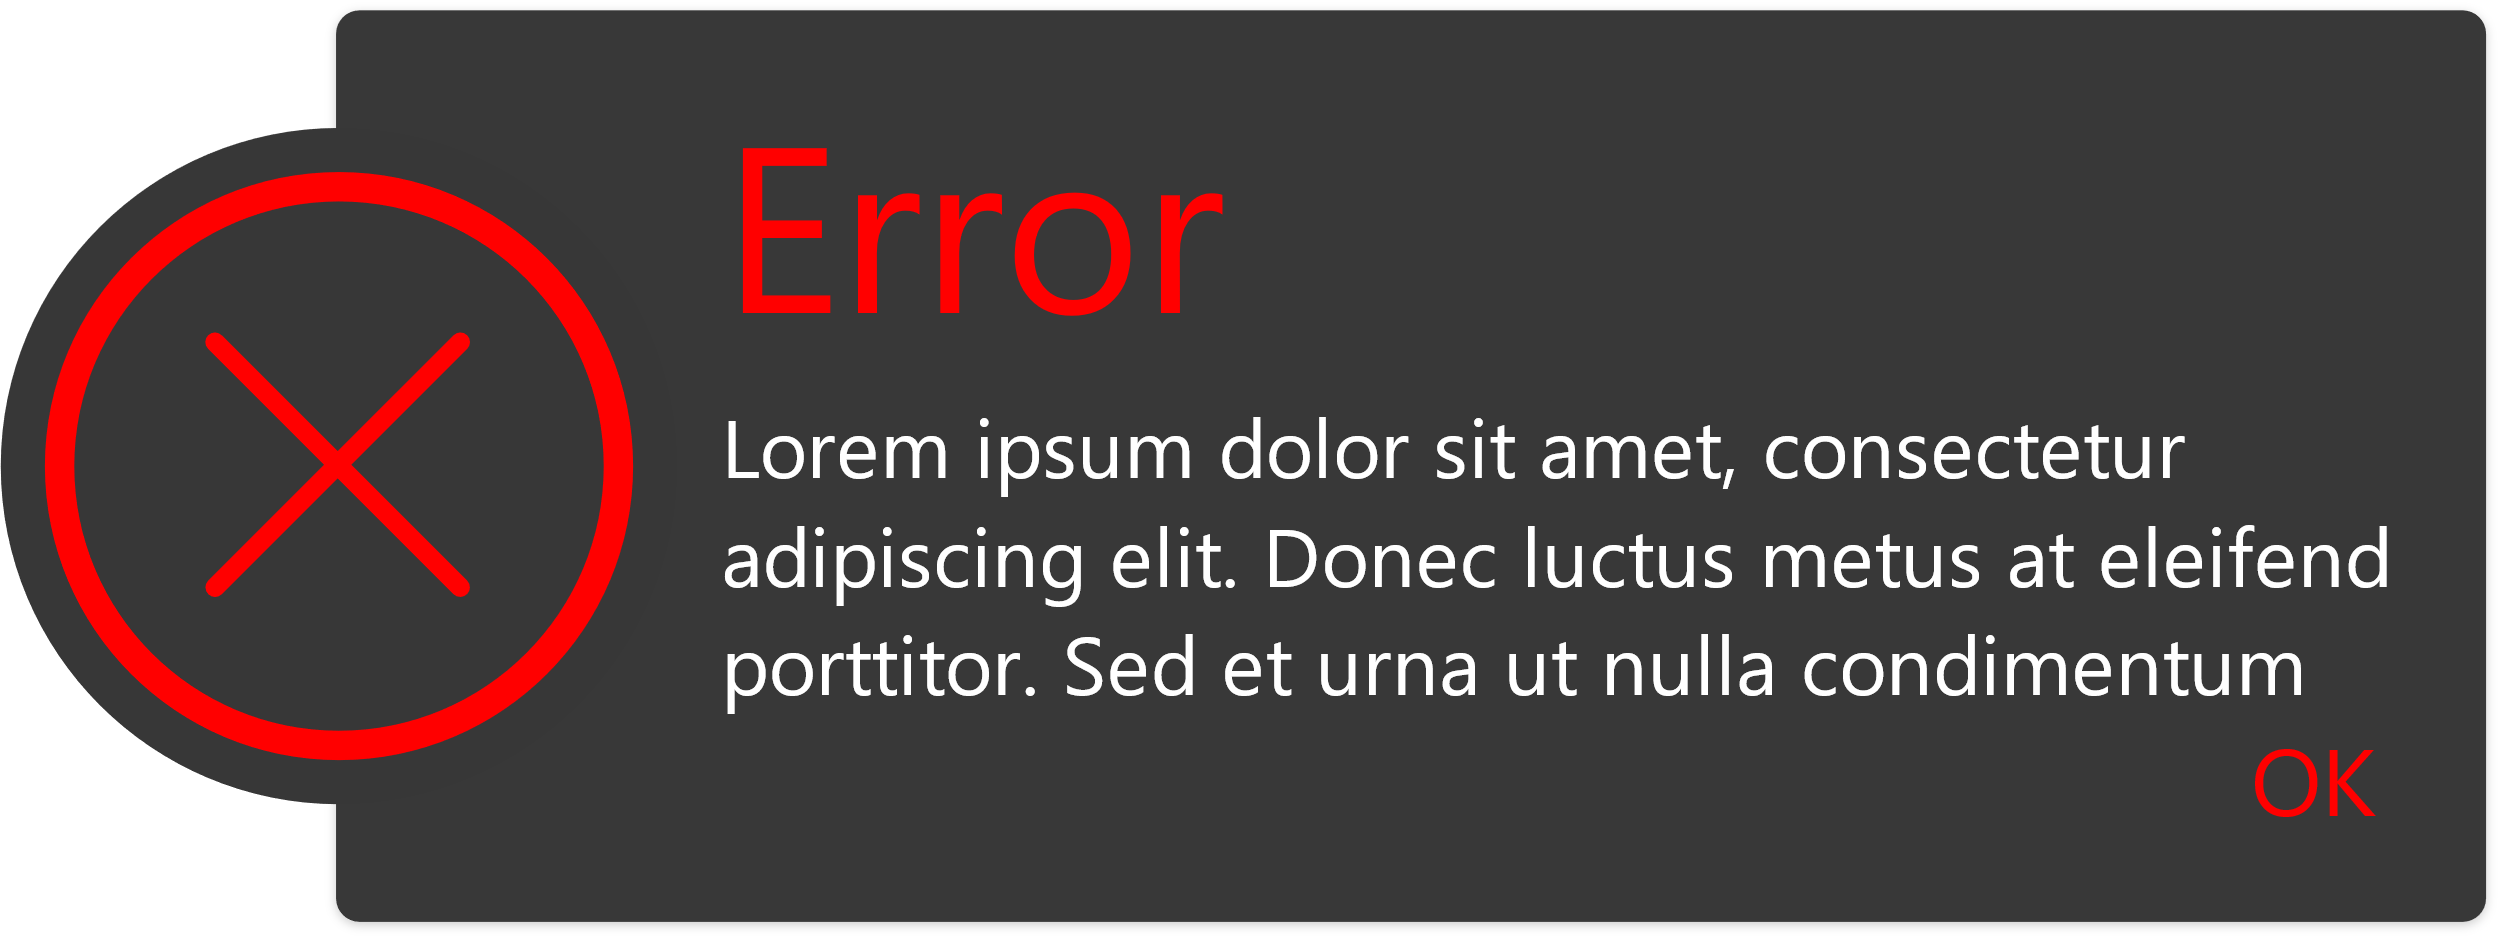 Error
Lorem ipsum dolor sit amet, consectetur
adipiscing elit. Donec luctus metus at eleifend
porttitor. Sed et urna ut nulla condimentum
OK